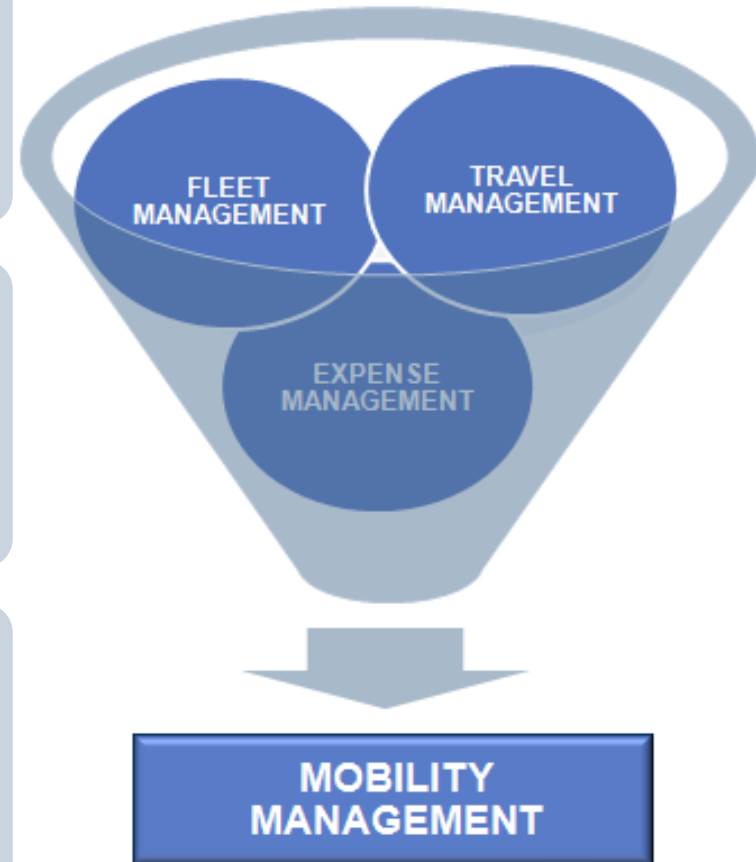 FLEET
MANAGEMENT
TRAVEL
MANAGEMENT
EXPENSE
MANAGEMENT
MOBILITY
MANAGEMENT